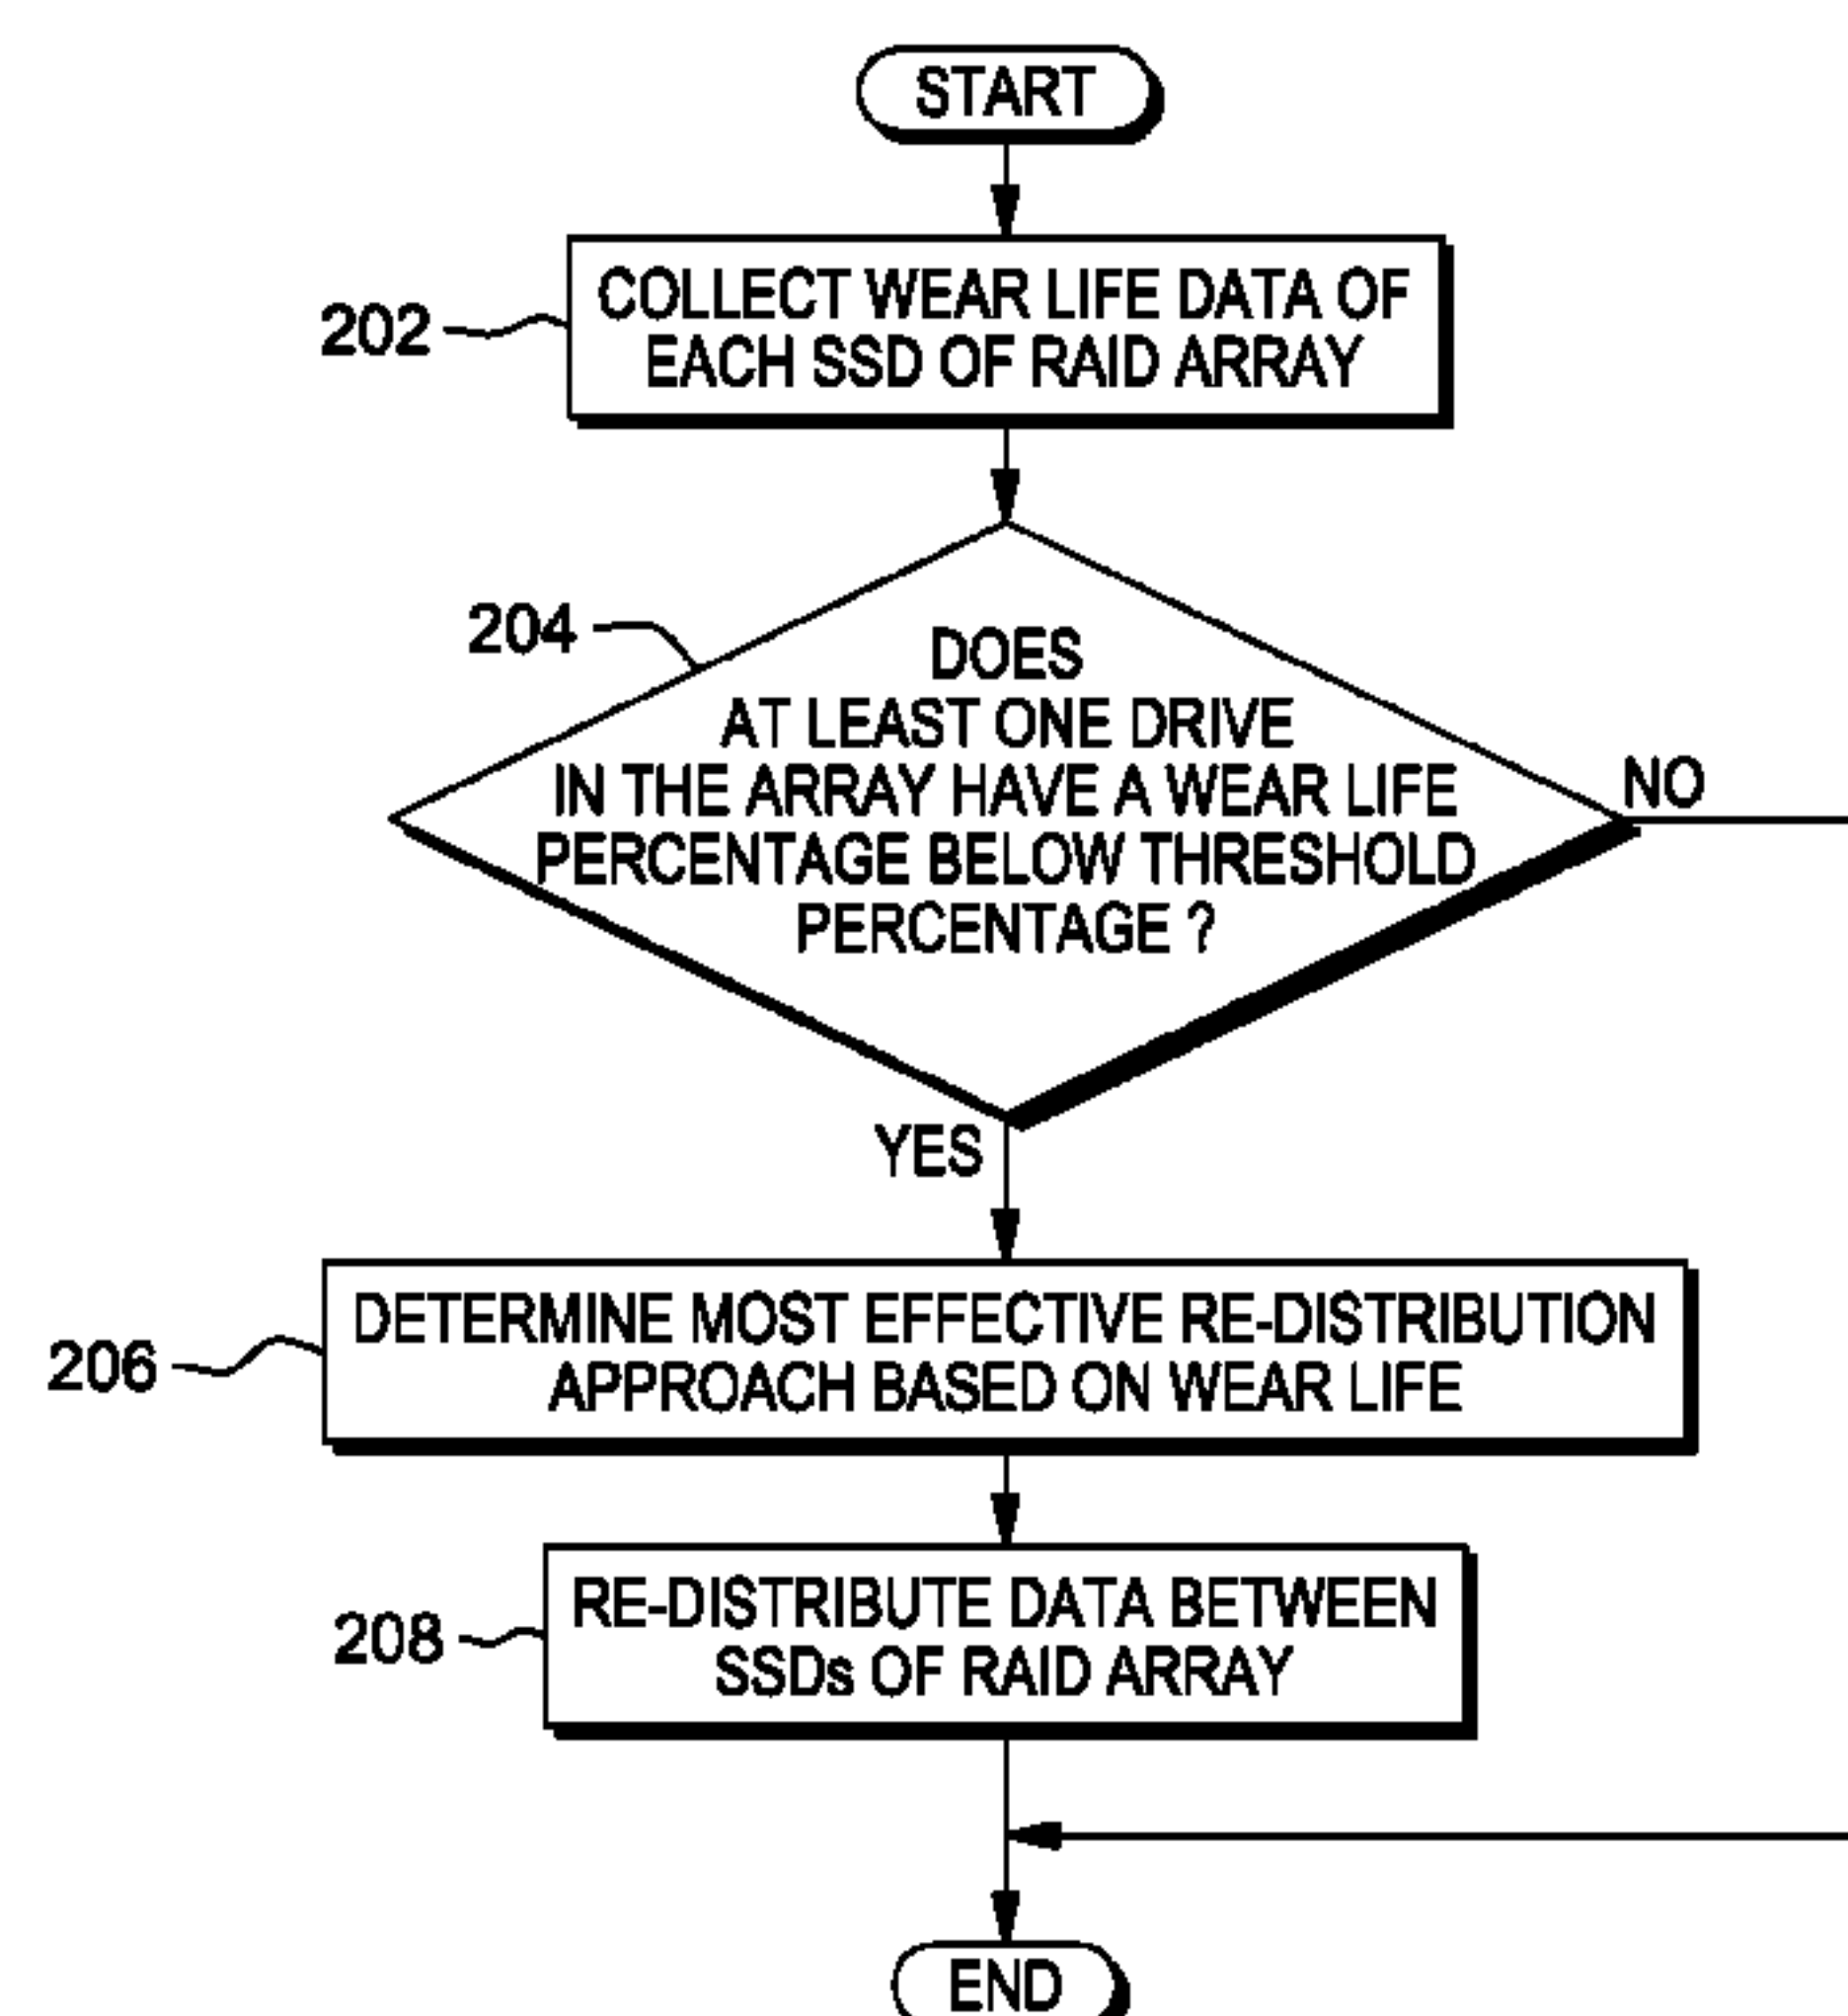 START
202
COLLECT WEAR LIFE DATA OF
EACH SSD OF RAID ARRAY
204
DOES
AT LEAST ONE DRIVE
IN THE ARRAY HAVE A WEAR LIFE
PERCENTAGE BELOW THRESHOLD
PERCENTAGE ?
NO
YES
206
DETERMINE MOST EFFECTIVE RE-DISTRIBUTION
APPROACH BASED ON WEAR LIFE
208
RE-DISTRIBUTE DATA BETWEEN
SSDs OF RAID ARRAY
END